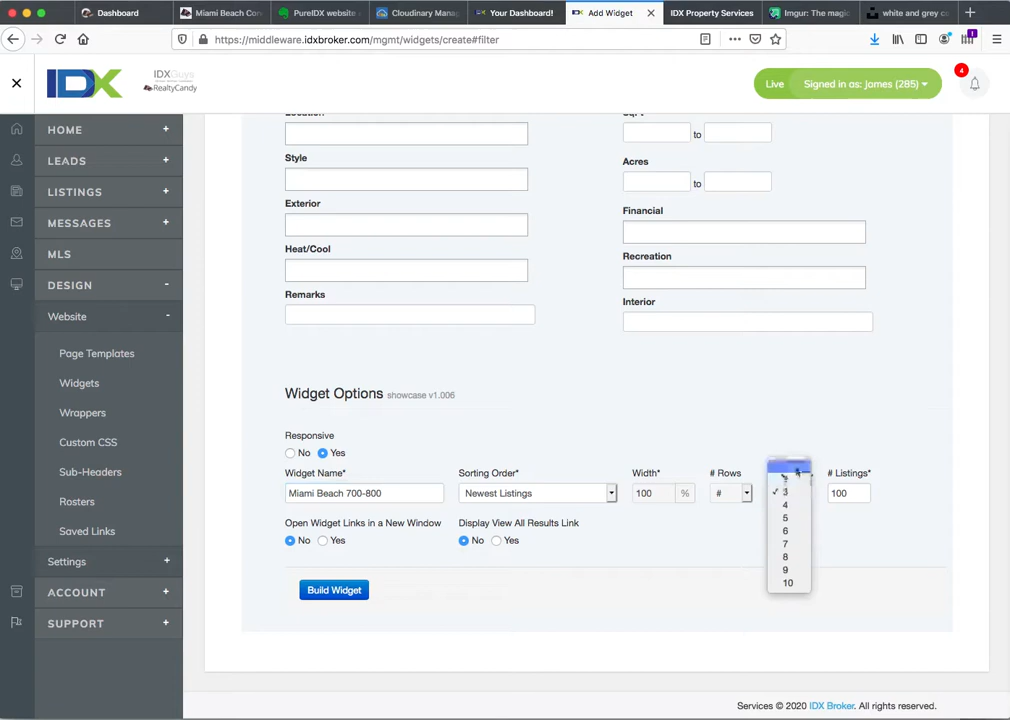 Dashboard
Miami Beach Con
PureIDX website
Cloudinary Mana
Your Dashboard!
Add Widget
IDX Property Services
Imgur: The magic
white and grey co
https://middleware.idxbroker.com/mgmt/widgets/create#filter
IDX
IDXGuys
RealtyCandy
Live
Signed in as: James (285)
4
HOME +
LEADS +
LISTINGS +
MESSAGES +
MLS
DESIGN -
Website -
Page Templates
Widgets
Wrappers
Custom CSS
Sub-Headers
Rosters
Saved Links
Settings +
ACCOUNT +
SUPPORT +
Location
SqFt
to
Style
Acres
to
Exterior
Financial
Heat/Cool
Recreation
Remarks
Interior
Widget Options showcase v1.006
Responsive
No Yes
Widget Name* Sorting Order* Width* # Rows # Listings*
Miami Beach 700-800 Newest Listings 100 % # 100
3
4
5
6
7
8
9
10
Open Widget Links in a New Window Display View All Results Link
No Yes No Yes
Build Widget
Services © 2020 IDX Broker. All rights reserved.